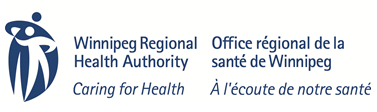 Winnipeg Regional
Health Authority
Caring for Health
Office régional de la
santé de Winnipeg
À l'écoute de notre santé